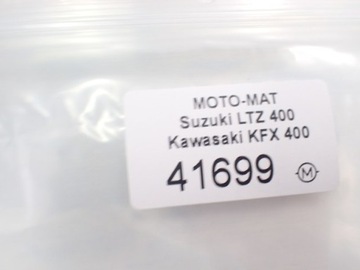 MOTO-MAT
Suzuki LTZ 400
Kawasaki KFX 400
41699 M